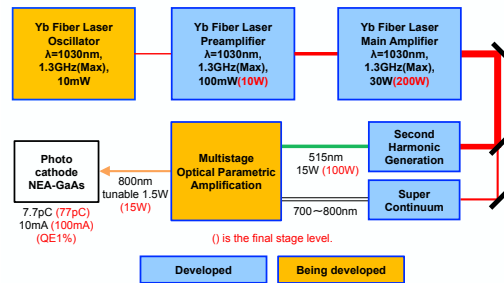 Yb Fiber Laser
Oscillator
λ=1030nm,
1.3GHz(Max),
10mW
Yb Fiber Laser
Preamplifier
λ=1030nm,
1.3GHz(Max),
100mW(10W)
Yb Fiber Laser
Main Amplifier
λ=1030nm,
1.3GHz(Max),
30W(200W)
Photo
cathode
NEA-GaAs
7.7pC (77pC)
10mA (100mA)
(QE1%)
800nm
tunable 1.5W
(15W)
Multistage
Optical Parametric
Amplification
515nm
15W (100W)
700~800nm
Second
Harmonic
Generation
Super
Continuum
() is the final stage level.
Developed
Being developed